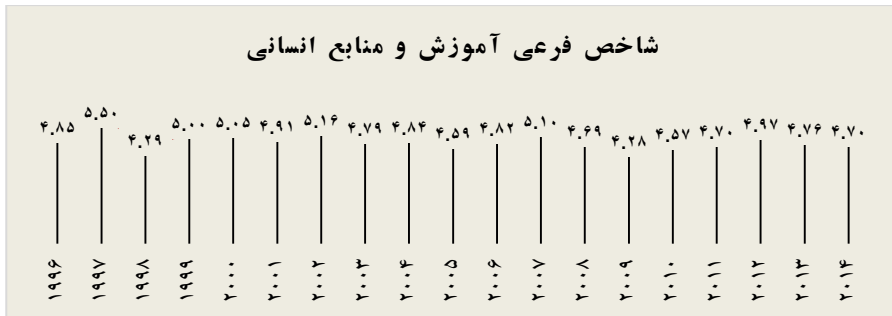 شاخص فرعی آموزش و منابع انسانی
۴.۸۵ ۵.۵۰ ۴.۲۹ ۵.۰۰ ۵.۰۵ ۴.۹۱ ۵.۱۶ ۴.۷۹ ۴.۸۴ ۴.۵۹ ۴.۸۲ ۵.۱۰ ۴.۶۹ ۴.۲۸ ۴.۵۷ ۴.۷۰ ۴.۹۷ ۴.۷۶ ۴.۷۰
۱۹۹۶ ۱۹۹۷ ۱۹۹۸ ۱۹۹۹ ۲۰۰۰ ۲۰۰۱ ۲۰۰۲ ۲۰۰۳ ۲۰۰۴ ۲۰۰۵ ۲۰۰۶ ۲۰۰۷ ۲۰۰۸ ۲۰۰۹ ۲۰۱۰ ۲۰۱۱ ۲۰۱۲ ۲۰۱۳ ۲۰۱۴